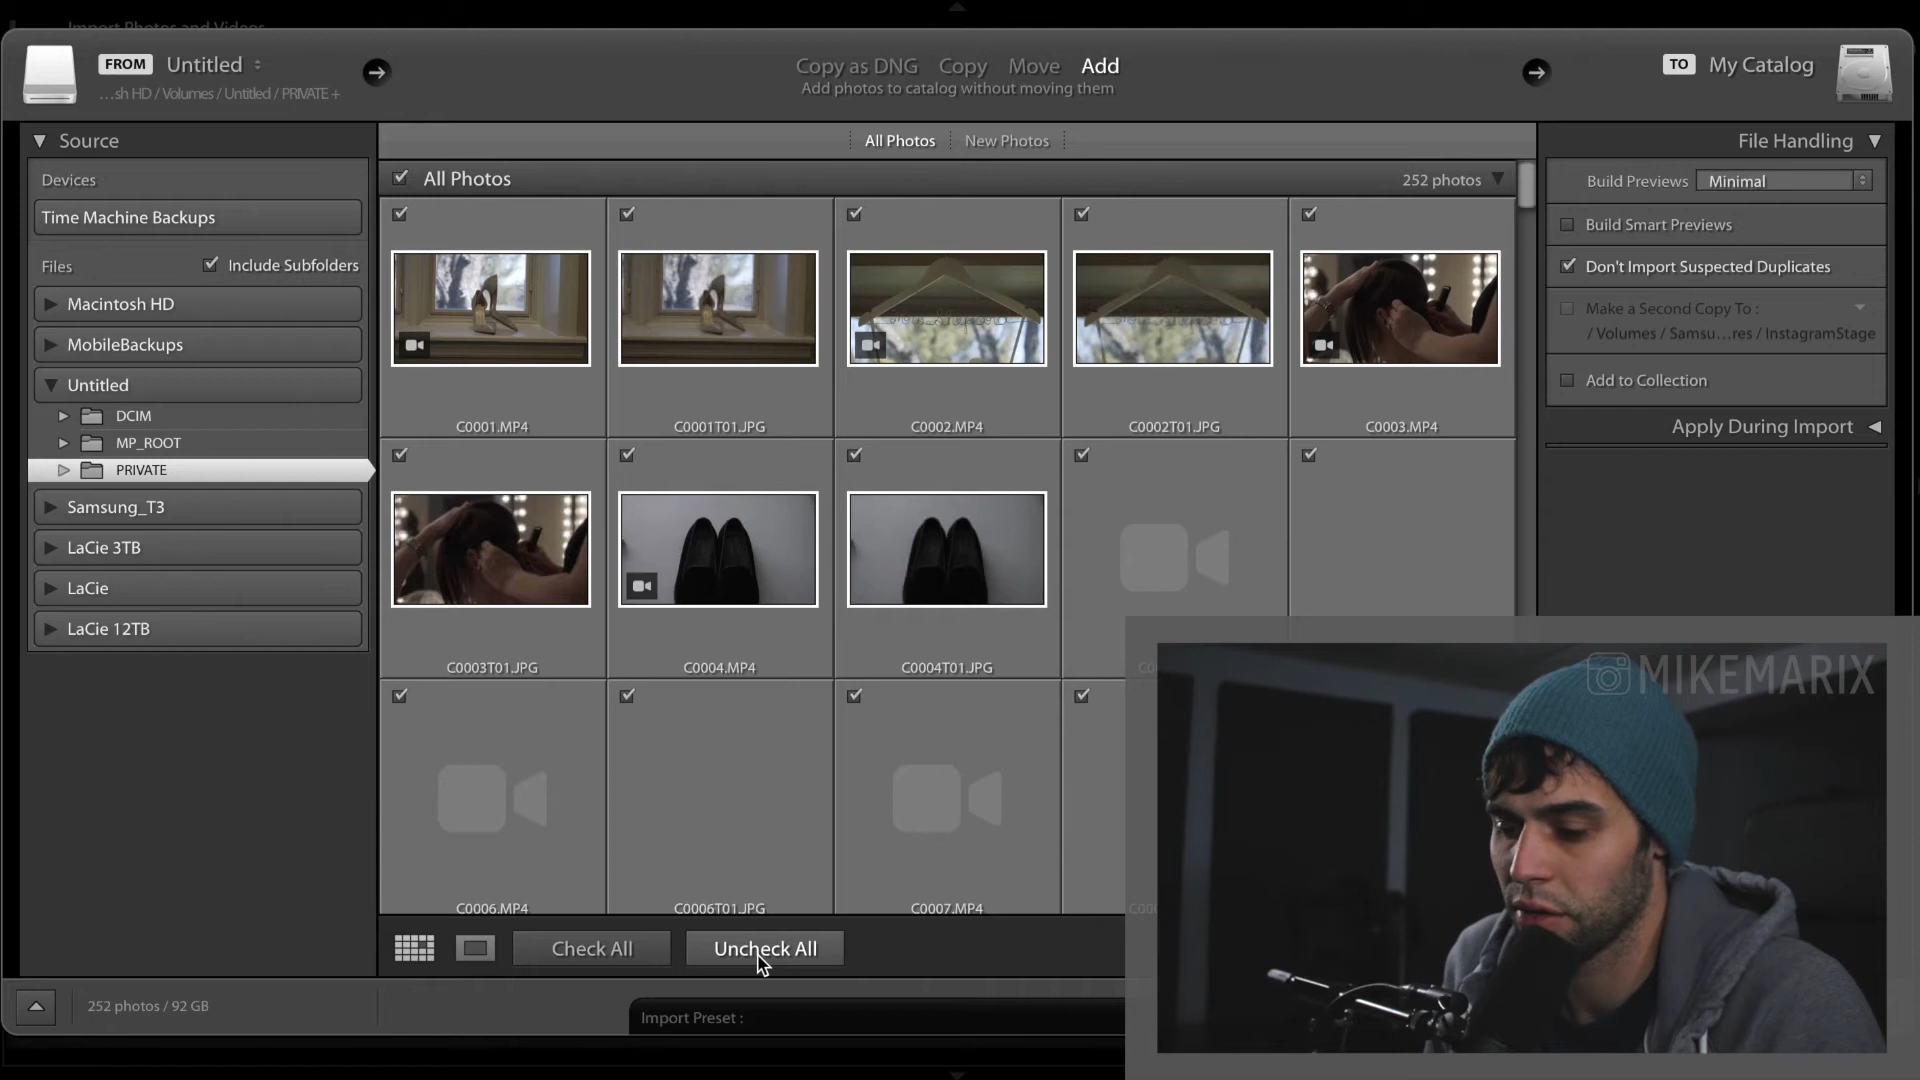 Import Photos and Videos
FROM Untitled
...sh HD / Volumes / Untitled / PRIVATE +
Copy as DNG Copy Move Add
Add photos to catalog without moving them
TO My Catalog
Source
Devices
Time Machine Backups
Files Include Subfolders
Macintosh HD
MobileBackups
Untitled
DCIM
MP_ROOT
PRIVATE
Samsung_T3
LaCie 3TB
LaCie
LaCie 12TB
All Photos New Photos
All Photos 252 photos
C0001.MP4 C0001T01.JPG C0002.MP4 C0002T01.JPG C0003.MP4
C0003T01.JPG C0004.MP4 C0004T01.JPG
C0006.MP4 C0006T01.JPG C0007.MP4
Check All Uncheck All
File Handling
Build Previews Minimal
Build Smart Previews
Don't Import Suspected Duplicates
Make a Second Copy To :
/ Volumes / Samsu...res / InstagramStage
Add to Collection
Apply During Import
MIKEMARIX
252 photos / 92 GB
Import Preset :